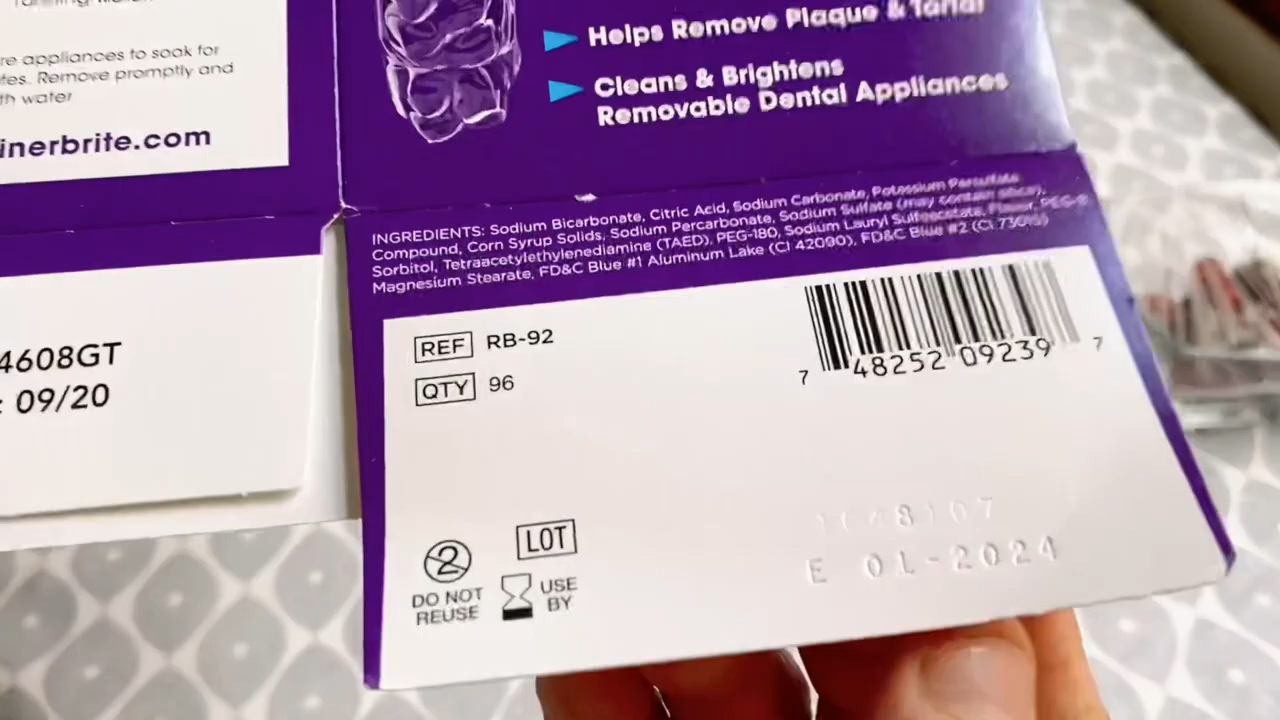 re appliances to soak for
tes. Remove promptly and
th water
inerbrite.com
4608GT
: 09/20
Helps Remove Plaque & Tartar
Cleans & Brightens
Removable Dental Appliances
INGREDIENTS: Sodium Bicarbonate, Citric Acid, Sodium Carbonate, Potassium Persulfate
Compound, Corn Syrup Solids, Sodium Percarbonate, Sodium Sulfate (may contain silica),
Sorbitol, Tetraacetylethylenediamine (TAED), PEG-180, Sodium Lauryl Sulfoacetate, Flavor, PEG-8
Magnesium Stearate, FD&C Blue #1 Aluminum Lake (CI 42090), FD&C Blue #2 (CI 73015)
REF RB-92
QTY 96
7 48252 09239 7
LOT
E 01-2024
2
DO NOT
REUSE
USE
BY